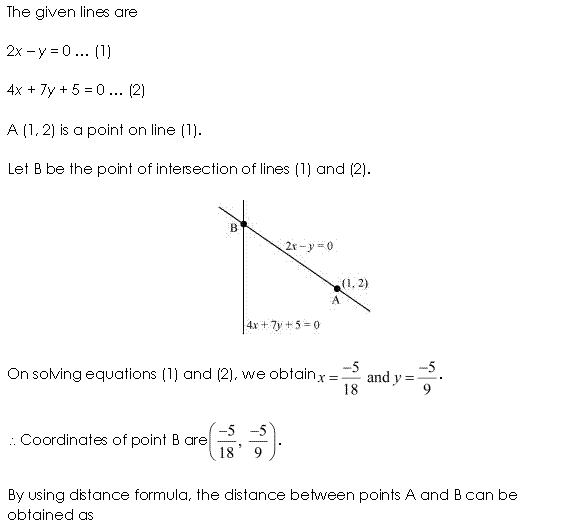 The given lines are
2x – y = 0 … (1)
4x + 7y + 5 = 0 … (2)
A (1, 2) is a point on line (1).
Let B be the point of intersection of lines (1) and (2).
B
2x – y = 0
(1, 2)
A
4x + 7y + 5 = 0
On solving equations (1) and (2), we obtain x = -5/18 and y = -5/9.
∴ Coordinates of point B are (-5/18, -5/9).
By using distance formula, the distance between points A and B can be
obtained as